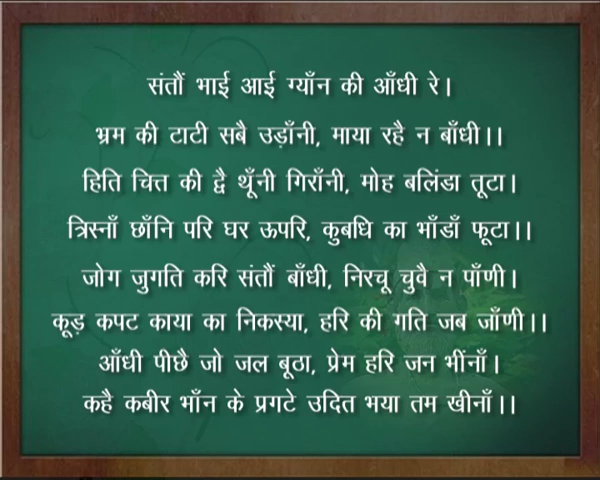 संतौं भाई आई ग्याँन की आँधी रे।
भ्रम की टाटी सबै उड़ाँनी, माया रहै न बाँधी।।
हिति चित्त की द्वै थूँनी गिराँनी, मोह बलिंडा तूटा।
त्रिस्नाँ छाँनि परि घर ऊपरि, कुबधि का भाँडाँ फूटा।।
जोग जुगति करि संतौं बाँधी, निरचू चुवै न पाँणी।
कूड़ कपट काया का निकस्या, हरि की गति जब जाँणी।।
आँधी पीछै जो जल बूठा, प्रेम हरि जन भींनाँ।
कहै कबीर भाँन के प्रगटे उदित भया तम खीनाँ।।